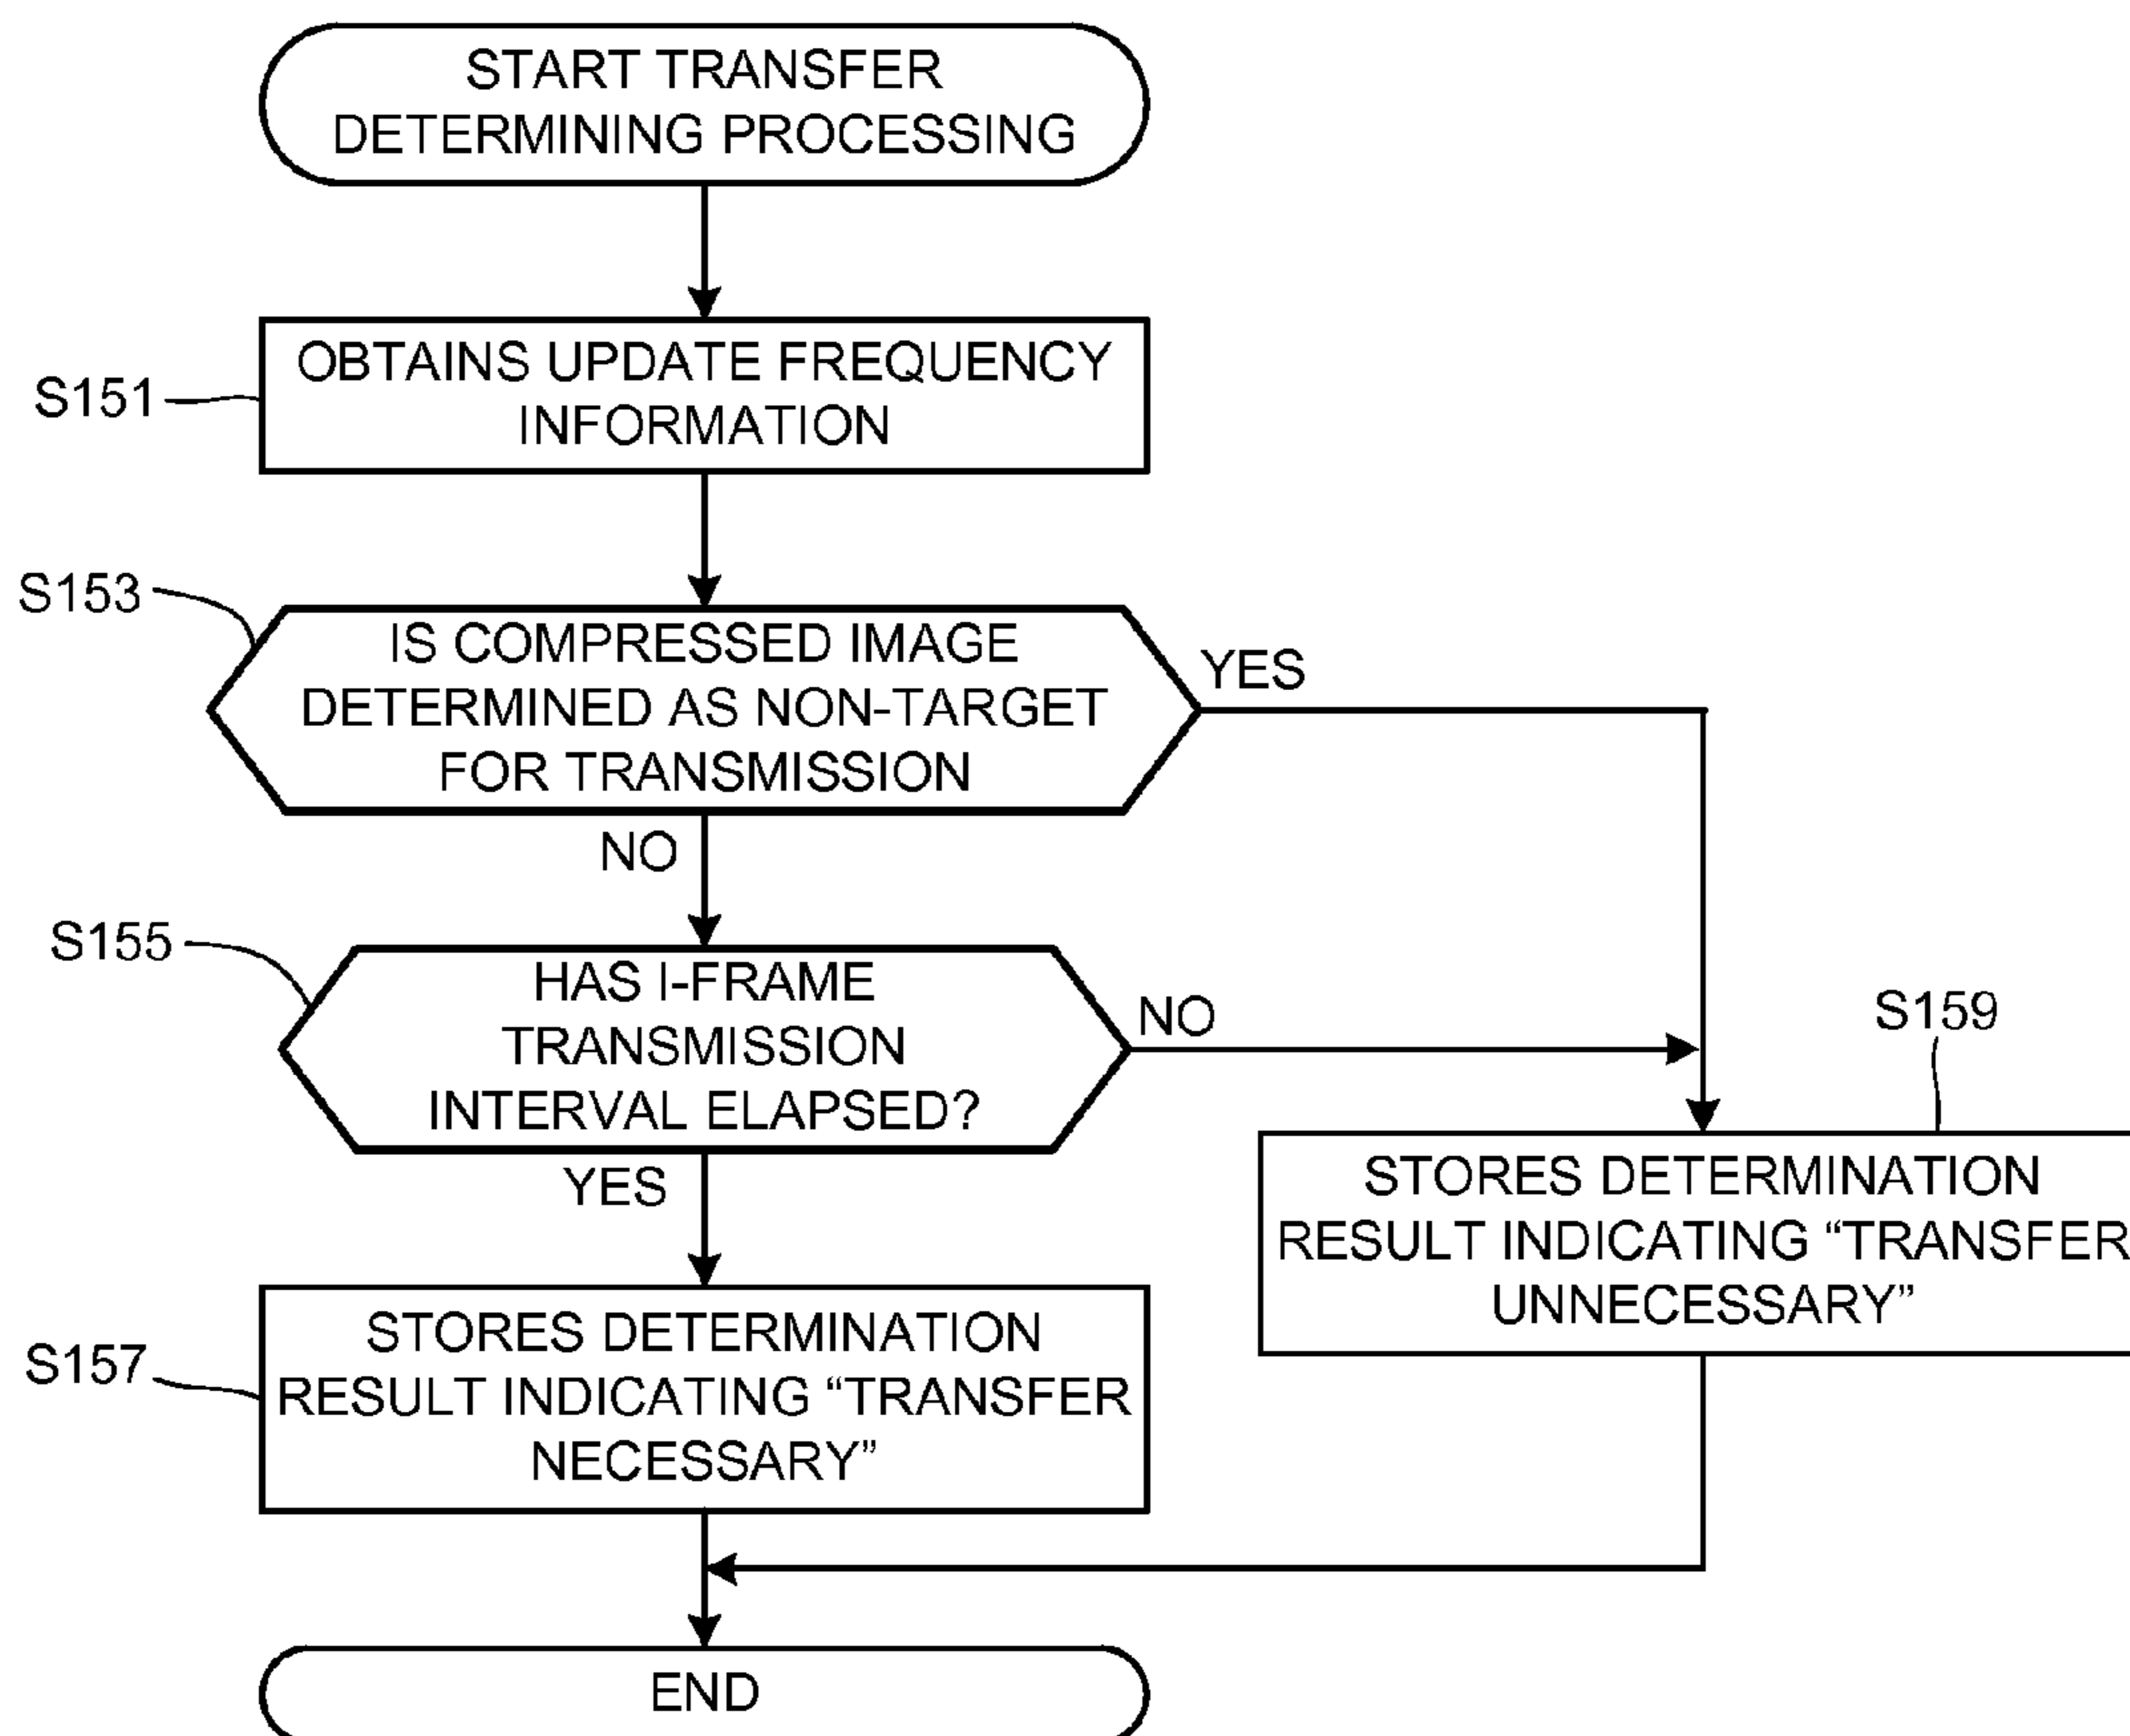 START TRANSFER
DETERMINING PROCESSING
S151
OBTAINS UPDATE FREQUENCY
INFORMATION
S153
IS COMPRESSED IMAGE
DETERMINED AS NON-TARGET
FOR TRANSMISSION
YES
NO
S155
HAS I-FRAME
TRANSMISSION
INTERVAL ELAPSED?
NO
YES
S159
STORES DETERMINATION
RESULT INDICATING “TRANSFER
UNNECESSARY”
S157
STORES DETERMINATION
RESULT INDICATING “TRANSFER
NECESSARY”
END